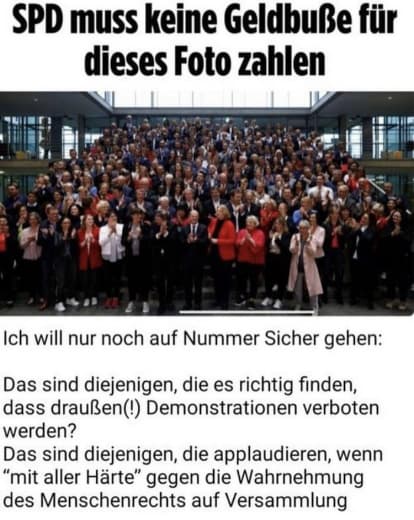 SPD muss keine Geldbuße für
dieses Foto zahlen
Ich will nur noch auf Nummer Sicher gehen:
Das sind diejenigen, die es richtig finden,
dass draußen(!) Demonstrationen verboten
werden?
Das sind diejenigen, die applaudieren, wenn
“mit aller Härte” gegen die Wahrnehmung
des Menschenrechts auf Versammlung